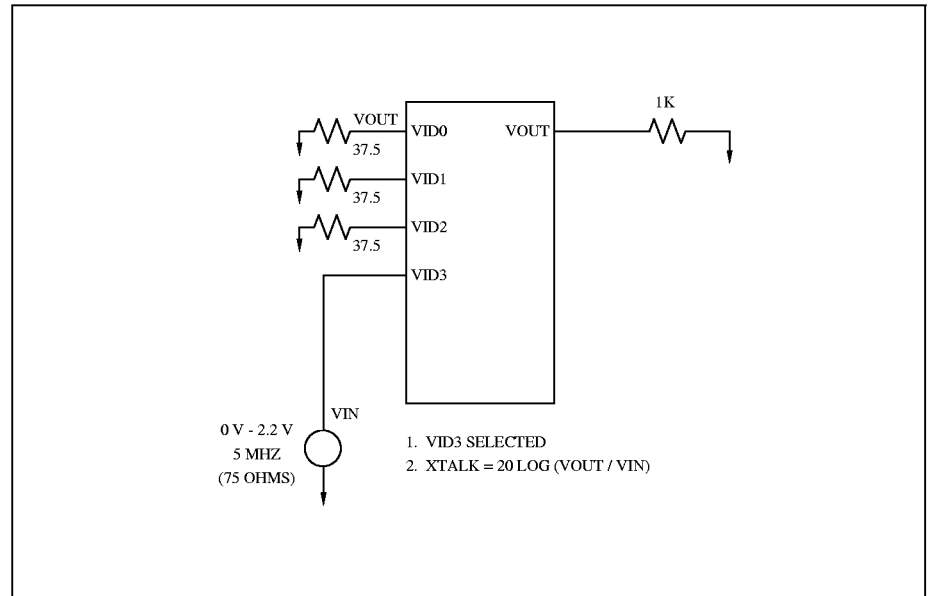 1K
VOUT
VID0
VOUT
37.5
VID1
37.5
VID2
37.5
VID3
VIN
0 V - 2.2 V
5 MHZ
(75 OHMS)
1. VID3 SELECTED
2. XTALK = 20 LOG (VOUT / VIN)